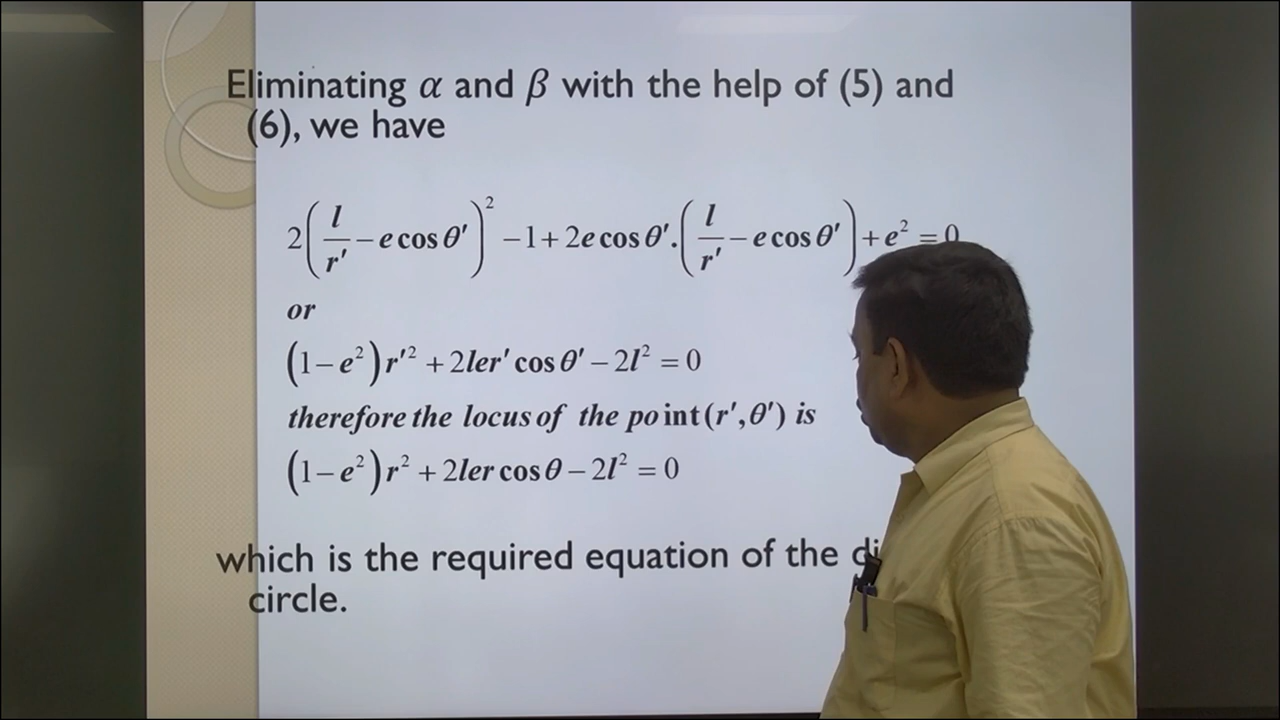 Eliminating α and β with the help of (5) and
(6), we have
2(l/r′ − e cos θ′)² − 1 + 2e cos θ′.(l/r′ − e cos θ′) + e² = 0
or
(1 − e²)r′² + 2ler′ cos θ′ − 2l² = 0
therefore the locus of the point (r′, θ′) is
(1 − e²)r² + 2ler cos θ − 2l² = 0
which is the required equation of the
circle.